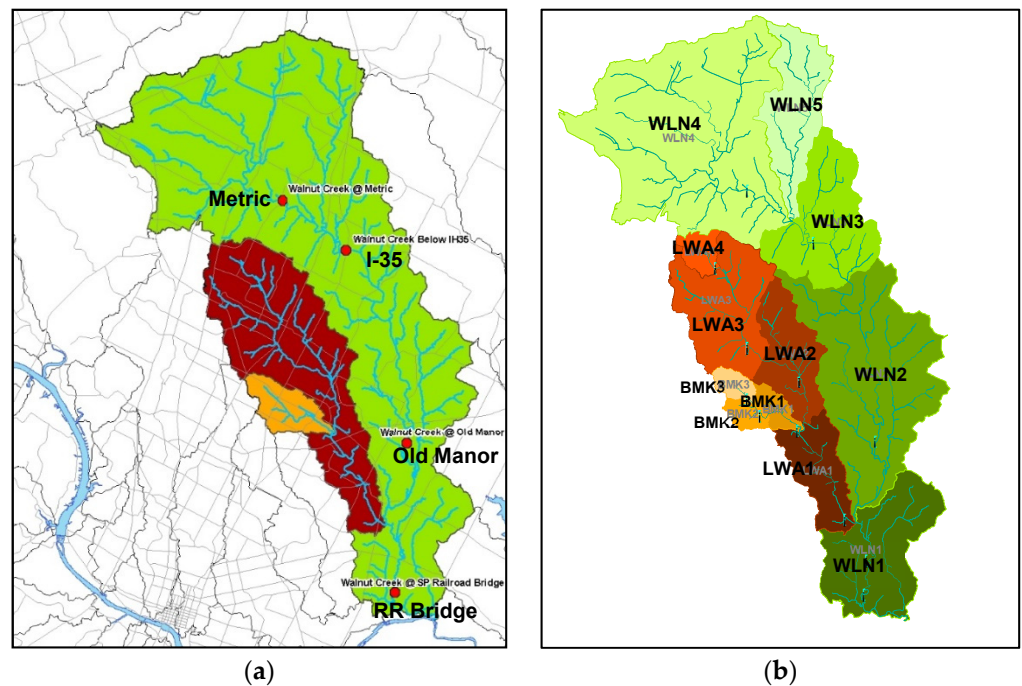 Walnut Creek @ Metric
Metric
Walnut Creek Below IH35
I-35
Walnut Creek @ Old Manor
Old Manor
Walnut Creek @ SP Railroad Bridge
RR Bridge
(a)
WLN5
WLN4
WLN4
WLN3
LWA4
LWA3
LWA3
LWA2
WLN2
BMK3
BMK3
BMK1
BMK2
BMK2
LWA1
LWA1
WLN1
WLN1
(b)